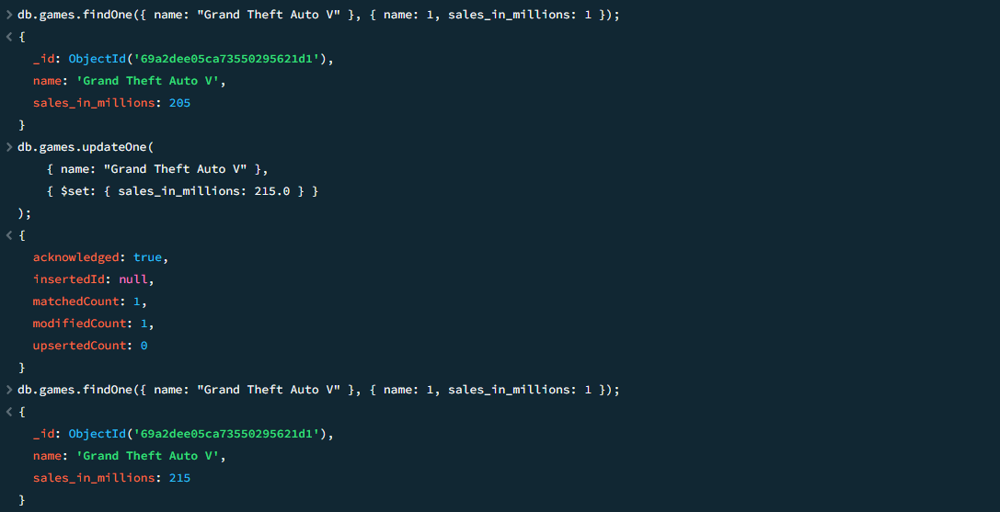 > db.games.findOne({ name: "Grand Theft Auto V" }, { name: 1, sales_in_millions: 1 });
< {
_id: ObjectId('69a2dee05ca73550295621d1'),
name: 'Grand Theft Auto V',
sales_in_millions: 205
}
> db.games.updateOne(
{ name: "Grand Theft Auto V" },
{ $set: { sales_in_millions: 215.0 } }
);
< {
acknowledged: true,
insertedId: null,
matchedCount: 1,
modifiedCount: 1,
upsertedCount: 0
}
> db.games.findOne({ name: "Grand Theft Auto V" }, { name: 1, sales_in_millions: 1 });
< {
_id: ObjectId('69a2dee05ca73550295621d1'),
name: 'Grand Theft Auto V',
sales_in_millions: 215
}